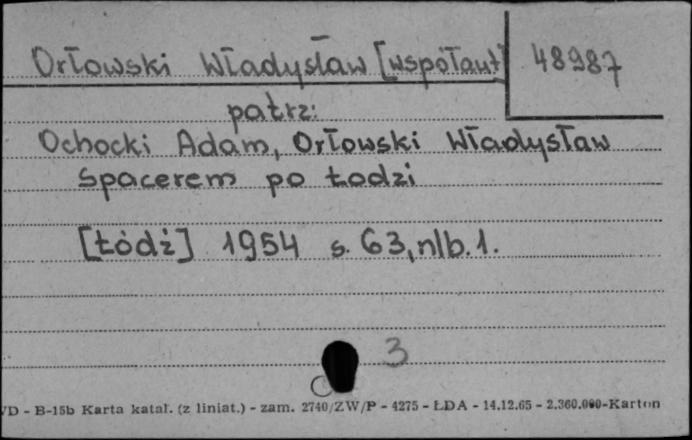 Orłowski Władysław [współaut] 48987
patrz:
Ochocki Adam, Orłowski Władysław
Spacerem po Łodzi
[Łódź] 1954 s. 63, nlb. 1.
3
VD - B-15b Karta katal. (z liniat.) - zam. 2740/ZW/P - 4275 - ŁDA - 14.12.65 - 2.360.000-Karton